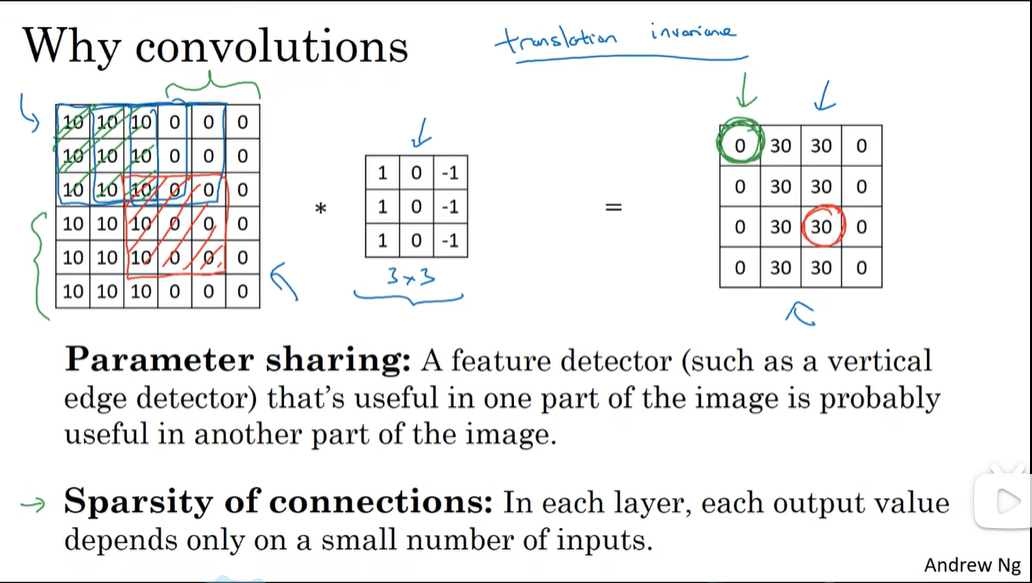 Why convolutions
translation invariance
10 10 10 0 0 0
10 10 10 0 0 0
10 10 10 0 0 0
10 10 10 0 0 0
10 10 10 0 0 0
10 10 10 0 0 0
*
1 0 -1
1 0 -1
1 0 -1
3×3
=
0 30 30 0
0 30 30 0
0 30 30 0
0 30 30 0
Parameter sharing: A feature detector (such as a vertical
edge detector) that’s useful in one part of the image is probably
useful in another part of the image.
→ Sparsity of connections: In each layer, each output value
depends only on a small number of inputs.
Andrew Ng